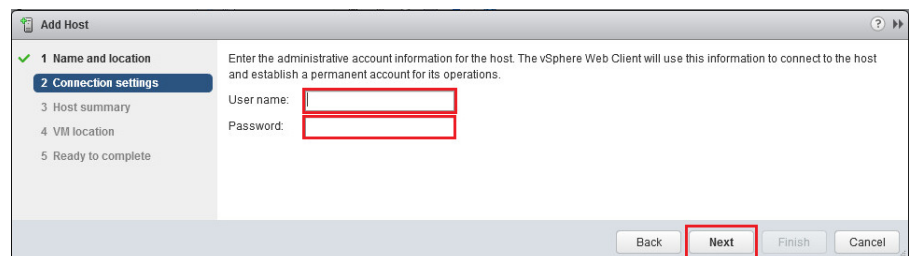 Add Host
?
1 Name and location
2 Connection settings
3 Host summary
4 VM location
5 Ready to complete
Enter the administrative account information for the host. The vSphere Web Client will use this information to connect to the host
and establish a permanent account for its operations.
User name:
Password:
Back
Next
Finish
Cancel